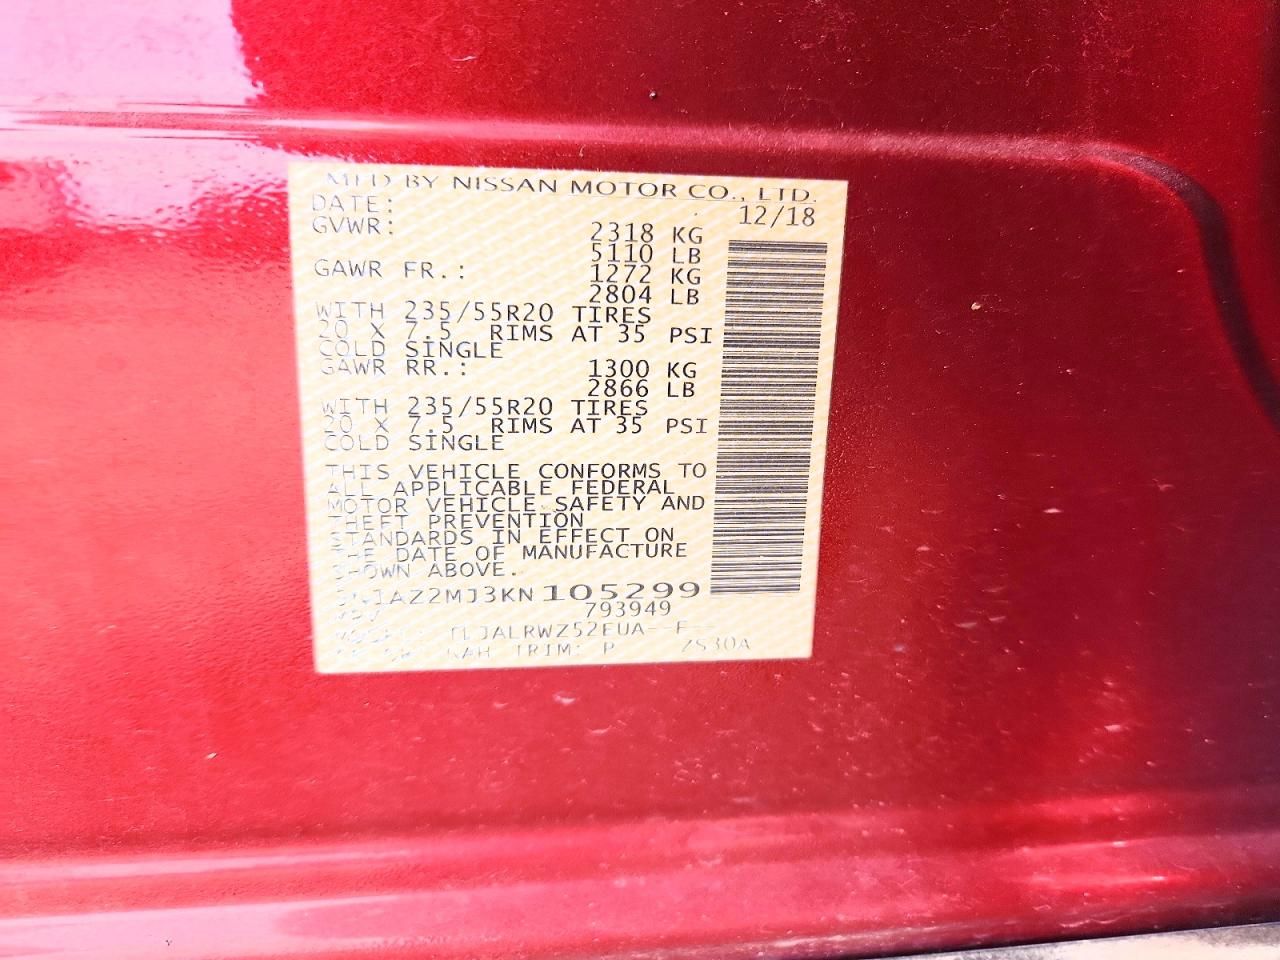 MFD BY NISSAN MOTOR CO., LTD.
DATE: 12/18
GVWR: 2318 KG
5110 LB
GAWR FR.: 1272 KG
2804 LB
WITH 235/55R20 TIRES
20 X 7.5 RIMS AT 35 PSI
COLD SINGLE
GAWR RR.: 1300 KG
2866 LB
WITH 235/55R20 TIRES
20 X 7.5 RIMS AT 35 PSI
COLD SINGLE
THIS VEHICLE CONFORMS TO
ALL APPLICABLE FEDERAL
MOTOR VEHICLE SAFETY AND
THEFT PREVENTION
STANDARDS IN EFFECT ON
THE DATE OF MANUFACTURE
SHOWN ABOVE.
5N1AZ2MJ3KN105299
MPV 793949
MODEL:
NAH TRIM: P ZS30A